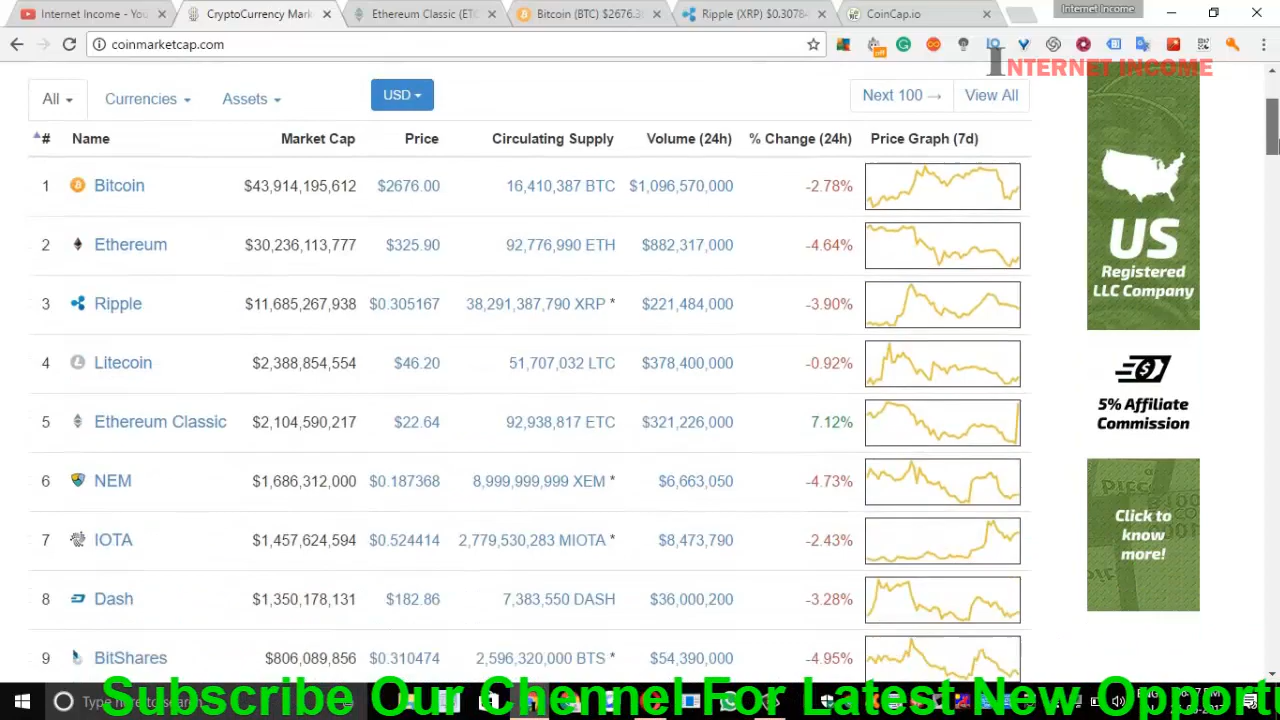 Internet Income - You
CryptoCurrency Mark
Ethereum Classic (ET
Bitcoin (BTC) $2676.3
Ripple (XRP) $0.3078
CoinCap.io
Internet Income
coinmarketcap.com
off
INTERNET INCOME
All
Currencies
Assets
USD
Next 100 →
View All
# Name Market Cap Price Circulating Supply Volume (24h) % Change (24h) Price Graph (7d)
1 Bitcoin $43,914,195,612 $2676.00 16,410,387 BTC $1,096,570,000 -2.78%
2 Ethereum $30,236,113,777 $325.90 92,776,990 ETH $882,317,000 -4.64%
3 Ripple $11,685,267,938 $0.305167 291,387,790 XRP * $221,484,000 -3.90%
4 Litecoin $2,388,854,554 $46.20 51,707,032 LTC $378,400,000 -0.92%
5 Ethereum Classic $2,104,590,217 $22.64 92,938,817 ETC $321,226,000 7.12%
6 NEM $1,686,312,000 $0.187368 8,999,999,999 XEM * $6,663,050 -4.73%
7 IOTA $1,457,624,594 $0.524414 2,779,530,283 MIOTA * $8,473,790 -2.43%
8 Dash $1,350,178,131 $182.86 7,383,550 DASH $36,000,200 -3.28%
9 BitShares $806,089,856 $0.310474 2,596,320,000 BTS * $54,390,000 -4.95%
US
Registered
LLC Company
5% Affiliate
Commission
Click to
know
more!
Type here to search
ENG
Subscribe Our Channel For Latest New Opportu